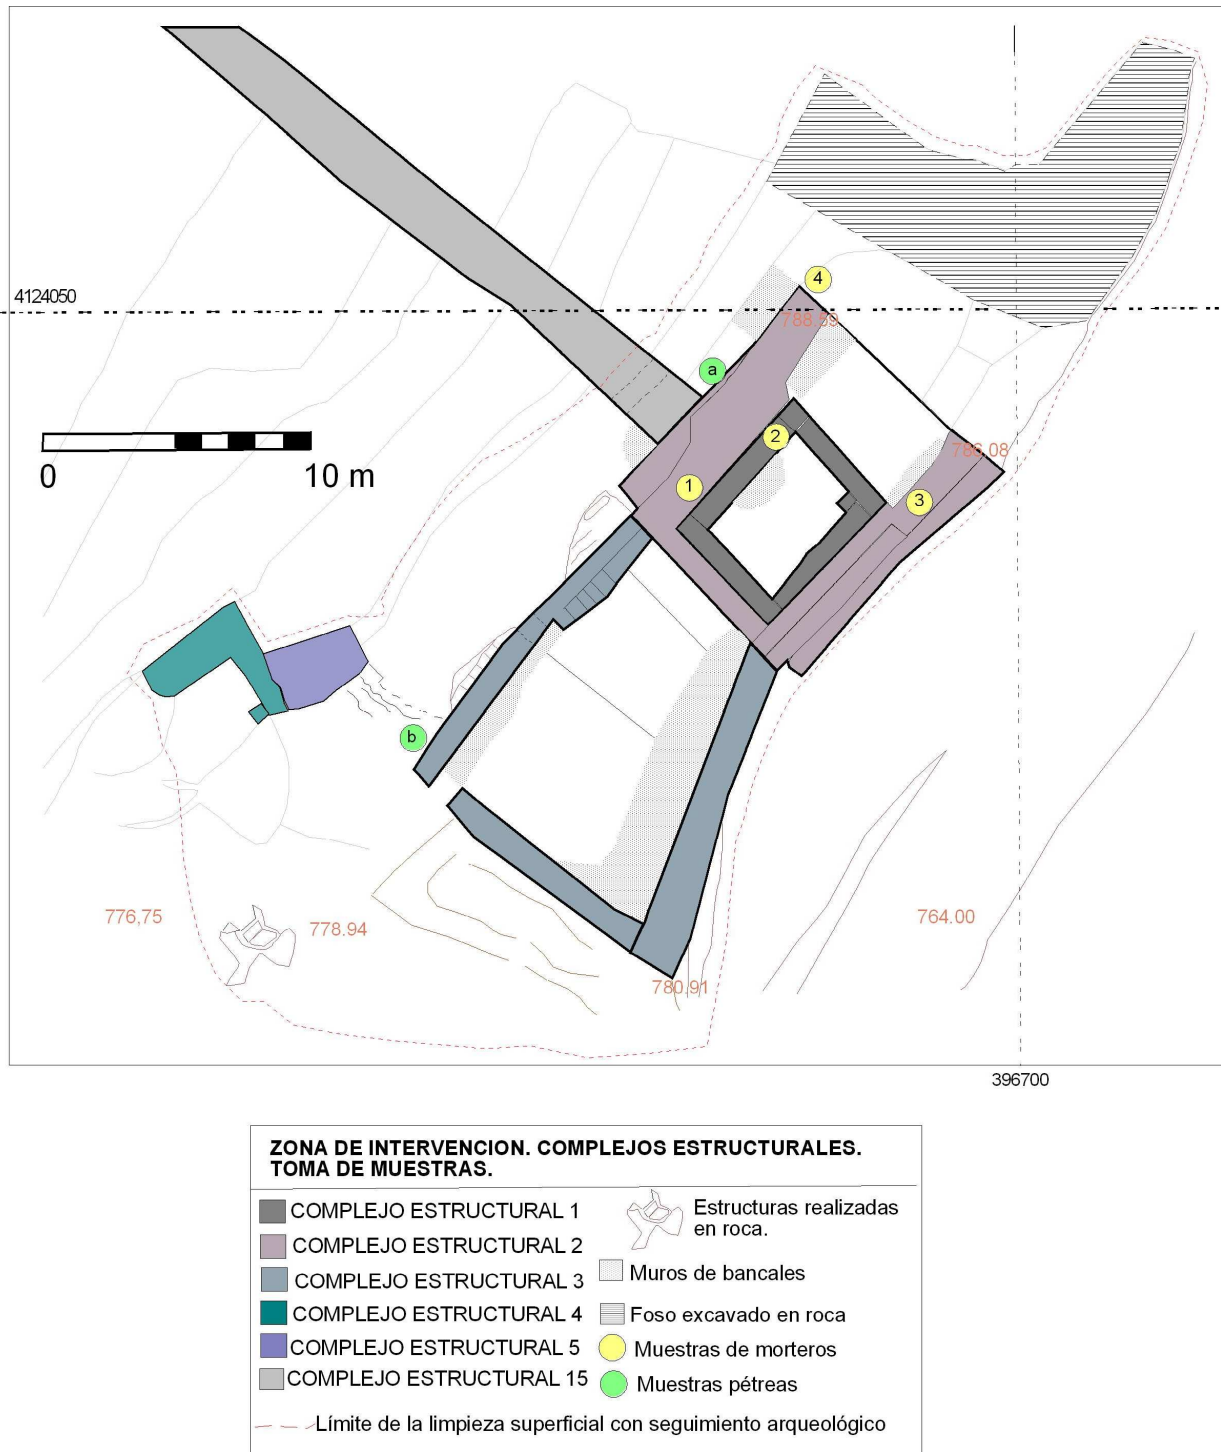 4
4124050
788,59
a
2
786.08
0
10 m
1
3
b
776,75
778.94
764.00
780.91
396700
ZONA DE INTERVENCION. COMPLEJOS ESTRUCTURALES.
TOMA DE MUESTRAS.
COMPLEJO ESTRUCTURAL 1
COMPLEJO ESTRUCTURAL 2
COMPLEJO ESTRUCTURAL 3
COMPLEJO ESTRUCTURAL 4
COMPLEJO ESTRUCTURAL 5
COMPLEJO ESTRUCTURAL 15
Estructuras realizadas
en roca.
Muros de bancales
Foso excavado en roca
Muestras de morteros
Muestras pétreas
Límite de la limpieza superficial con seguimiento arqueológico